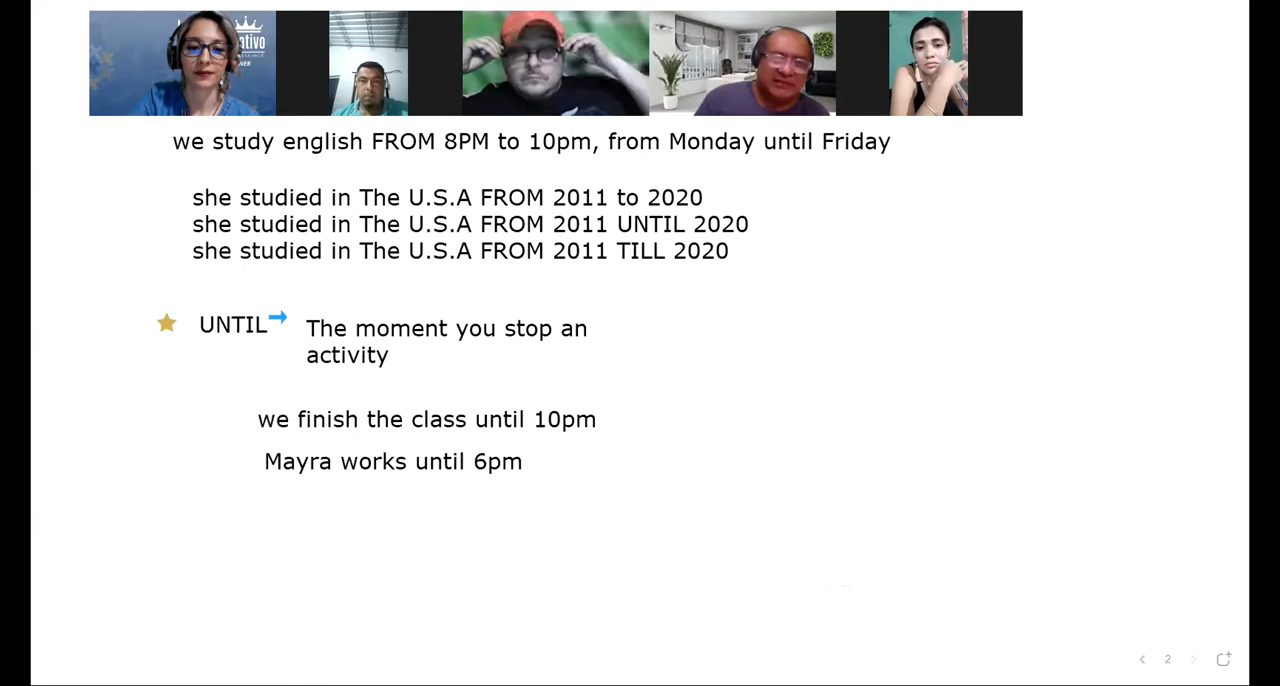 ativo
NER
we study english FROM 8PM to 10pm, from Monday until Friday
she studied in The U.S.A FROM 2011 to 2020
she studied in The U.S.A FROM 2011 UNTIL 2020
she studied in The U.S.A FROM 2011 TILL 2020
UNTIL
The moment you stop an
activity
we finish the class until 10pm
Mayra works until 6pm
2